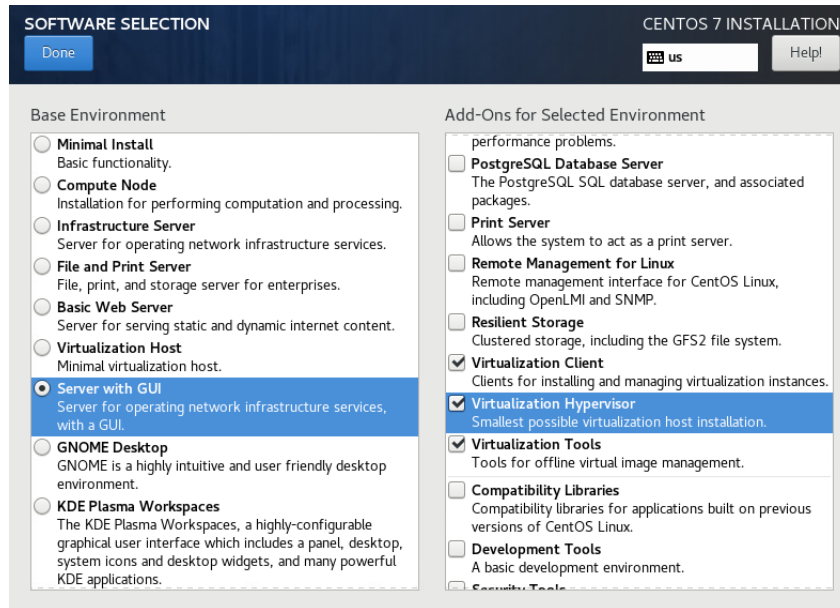 SOFTWARE SELECTION
Done
CENTOS 7 INSTALLATION
us
Help!
Base Environment
Minimal Install
Basic functionality.
Compute Node
Installation for performing computation and processing.
Infrastructure Server
Server for operating network infrastructure services.
File and Print Server
File, print, and storage server for enterprises.
Basic Web Server
Server for serving static and dynamic internet content.
Virtualization Host
Minimal virtualization host.
Server with GUI
Server for operating network infrastructure services,
with a GUI.
GNOME Desktop
GNOME is a highly intuitive and user friendly desktop
environment.
KDE Plasma Workspaces
The KDE Plasma Workspaces, a highly-configurable
graphical user interface which includes a panel, desktop,
system icons and desktop widgets, and many powerful
KDE applications.
Add-Ons for Selected Environment
performance problems.
PostgreSQL Database Server
The PostgreSQL SQL database server, and associated
packages.
Print Server
Allows the system to act as a print server.
Remote Management for Linux
Remote management interface for CentOS Linux,
including OpenLMI and SNMP.
Resilient Storage
Clustered storage, including the GFS2 file system.
Virtualization Client
Clients for installing and managing virtualization instances.
Virtualization Hypervisor
Smallest possible virtualization host installation.
Virtualization Tools
Tools for offline virtual image management.
Compatibility Libraries
Compatibility libraries for applications built on previous
versions of CentOS Linux.
Development Tools
A basic development environment.
Security Tools